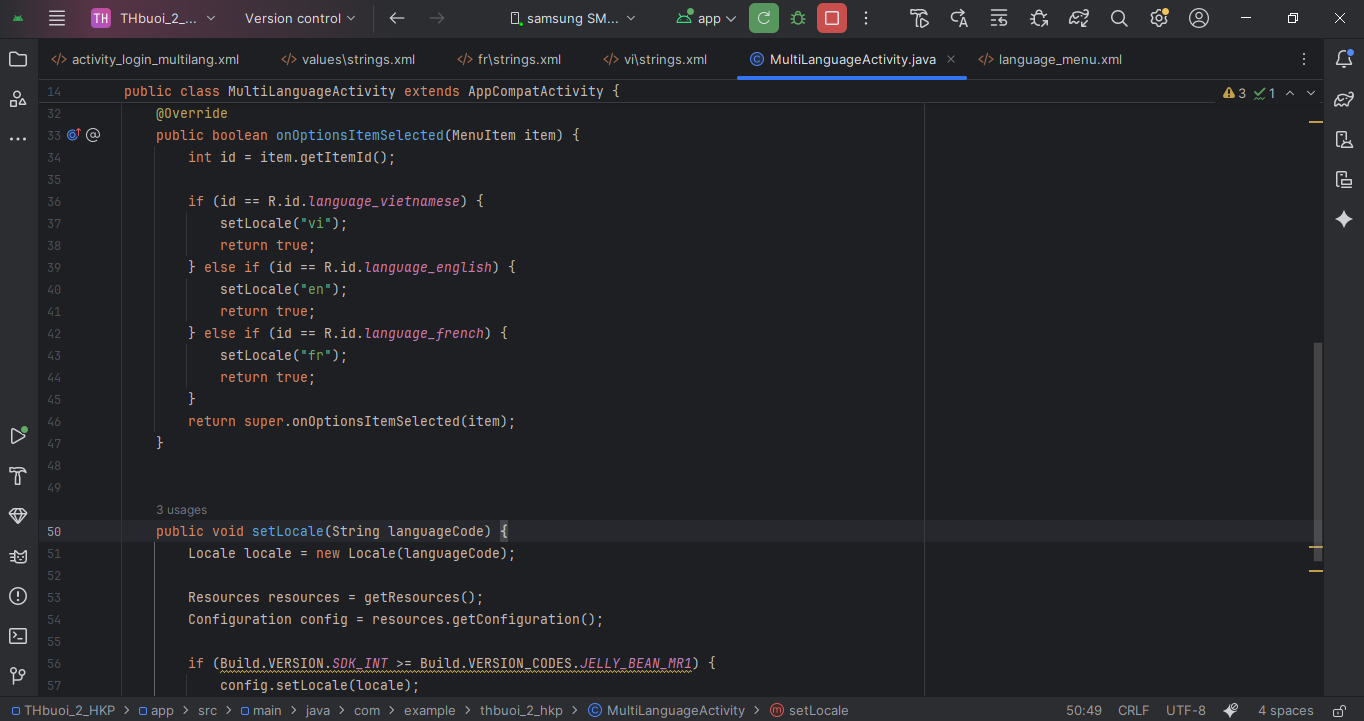 TH THbuoi_2_... Version control samsung SM... app
activity_login_multilang.xml values\strings.xml fr\strings.xml vi\strings.xml MultiLanguageActivity.java language_menu.xml
14 public class MultiLanguageActivity extends AppCompatActivity { 3 1
32 @Override
33 public boolean onOptionsItemSelected(MenuItem item) {
34 int id = item.getItemId();
35
36 if (id == R.id.language_vietnamese) {
37 setLocale("vi");
38 return true;
39 } else if (id == R.id.language_english) {
40 setLocale("en");
41 return true;
42 } else if (id == R.id.language_french) {
43 setLocale("fr");
44 return true;
45 }
46 return super.onOptionsItemSelected(item);
47 }
48
49
3 usages
50 public void setLocale(String languageCode) {
51 Locale locale = new Locale(languageCode);
52
53 Resources resources = getResources();
54 Configuration config = resources.getConfiguration();
55
56 if (Build.VERSION.SDK_INT >= Build.VERSION_CODES.JELLY_BEAN_MR1) {
57 config.setLocale(locale);
THbuoi_2_HKP > app > src > main > java > com > example > thbuoi_2_hkp > MultiLanguageActivity > setLocale 50:49 CRLF UTF-8 4 spaces